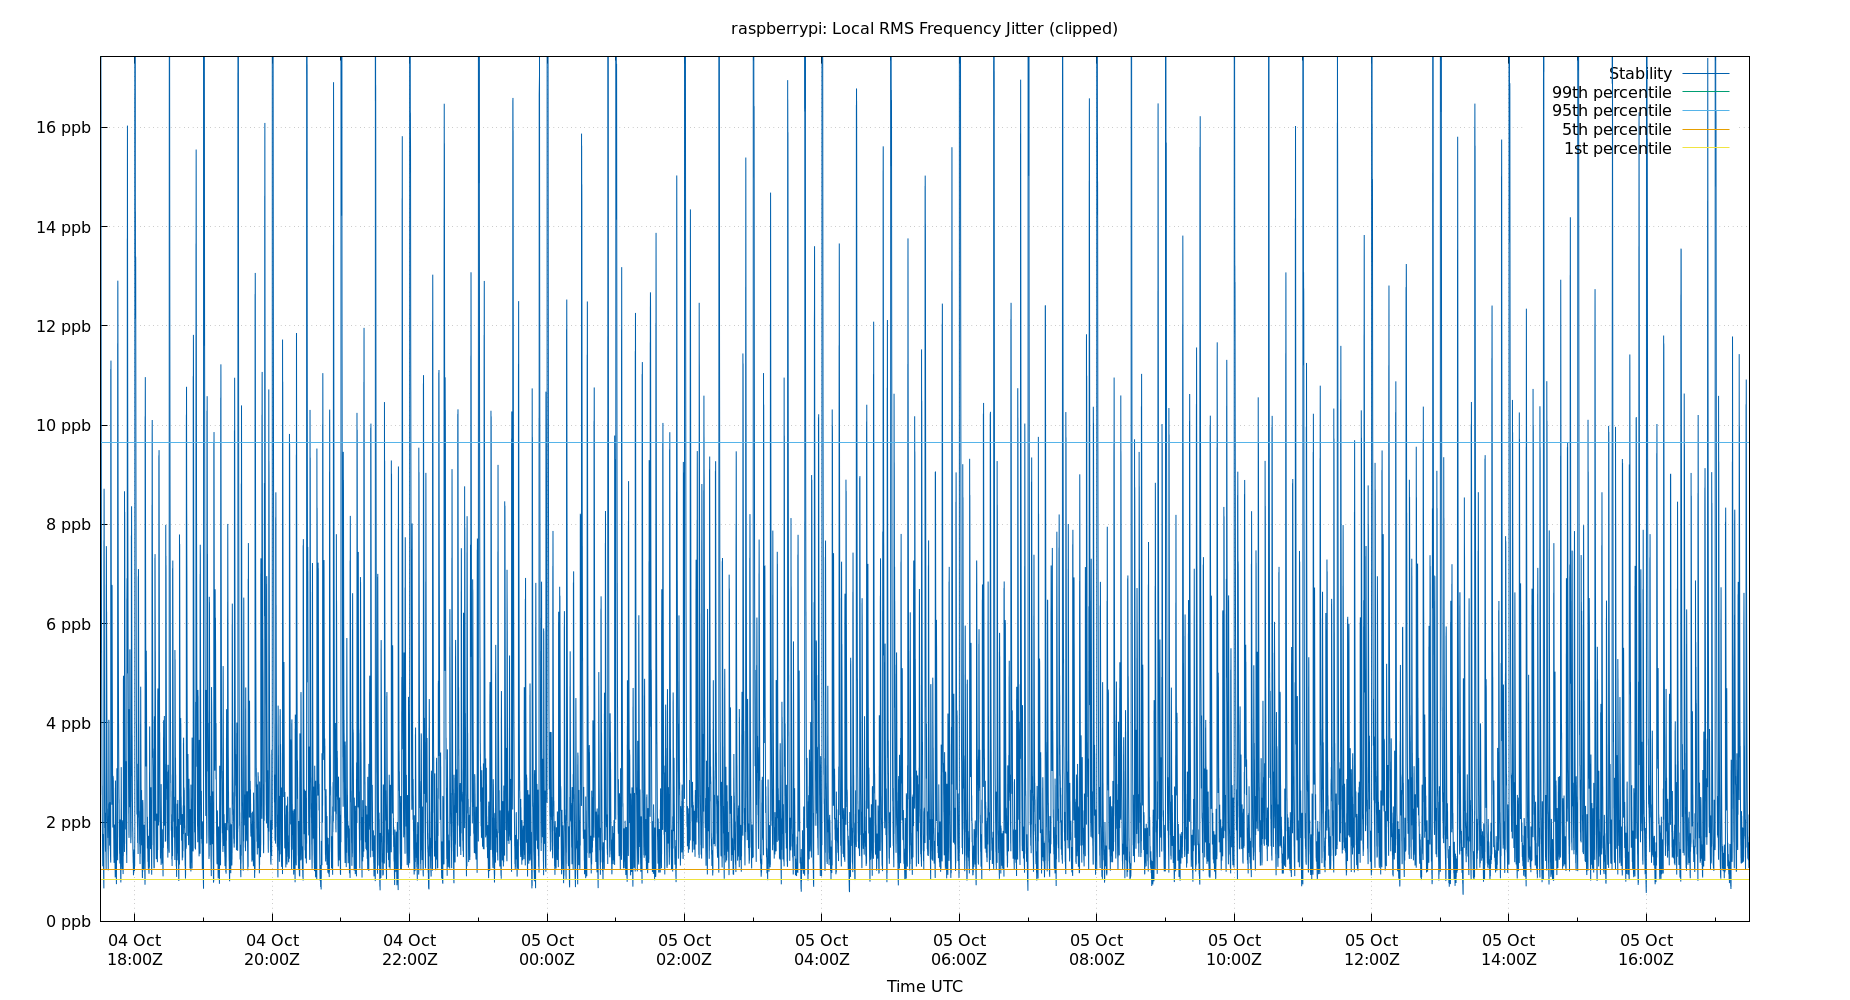 raspberrypi: Local RMS Frequency Jitter (clipped)
Stability
99th percentile
95th percentile
5th percentile
1st percentile
16 ppb
14 ppb
12 ppb
10 ppb
8 ppb
6 ppb
4 ppb
2 ppb
0 ppb
04 Oct 04 Oct 04 Oct 05 Oct 05 Oct 05 Oct 05 Oct 05 Oct 05 Oct 05 Oct 05 Oct 05 Oct
18:00Z 20:00Z 22:00Z 00:00Z 02:00Z 04:00Z 06:00Z 08:00Z 10:00Z 12:00Z 14:00Z 16:00Z
Time UTC